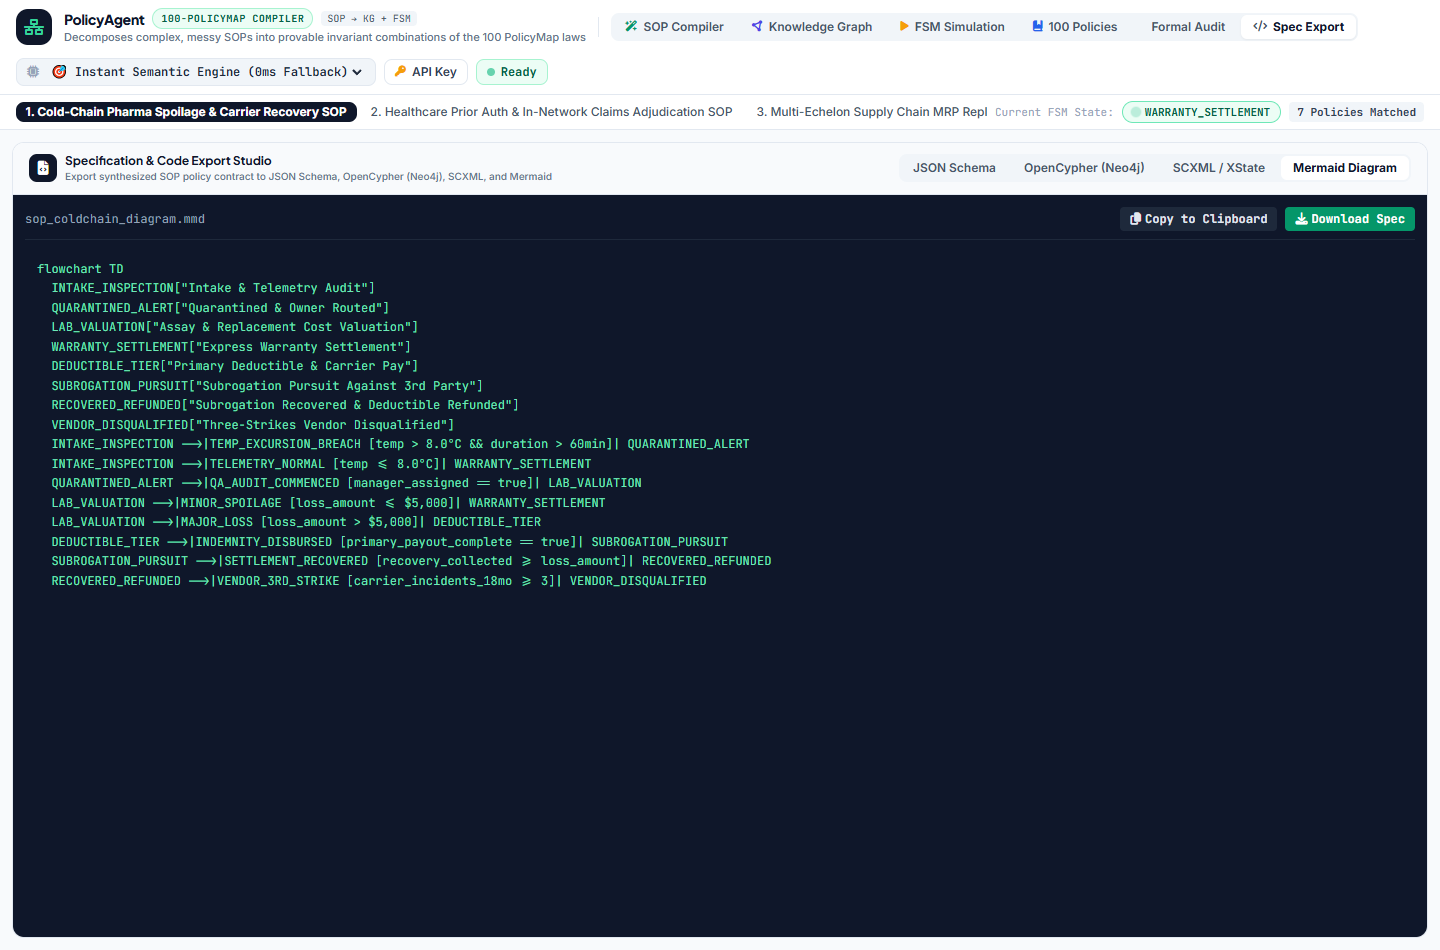 PolicyAgent 100-POLICYMAP COMPILER SOP → KG + FSM
Decomposes complex, messy SOPs into provable invariant combinations of the 100 PolicyMap laws
SOP Compiler Knowledge Graph FSM Simulation 100 Policies Formal Audit </> Spec Export
Instant Semantic Engine (0ms Fallback) API Key Ready
1. Cold-Chain Pharma Spoilage & Carrier Recovery SOP 2. Healthcare Prior Auth & In-Network Claims Adjudication SOP 3. Multi-Echelon Supply Chain MRP Repl Current FSM State: WARRANTY_SETTLEMENT 7 Policies Matched
Specification & Code Export Studio
Export synthesized SOP policy contract to JSON Schema, OpenCypher (Neo4j), SCXML, and Mermaid
JSON Schema OpenCypher (Neo4j) SCXML / XState Mermaid Diagram
sop_coldchain_diagram.mmd Copy to Clipboard Download Spec
flowchart TD
INTAKE_INSPECTION["Intake & Telemetry Audit"]
QUARANTINED_ALERT["Quarantined & Owner Routed"]
LAB_VALUATION["Assay & Replacement Cost Valuation"]
WARRANTY_SETTLEMENT["Express Warranty Settlement"]
DEDUCTIBLE_TIER["Primary Deductible & Carrier Pay"]
SUBROGATION_PURSUIT["Subrogation Pursuit Against 3rd Party"]
RECOVERED_REFUNDED["Subrogation Recovered & Deductible Refunded"]
VENDOR_DISQUALIFIED["Three-Strikes Vendor Disqualified"]
INTAKE_INSPECTION -->|TEMP_EXCURSION_BREACH [temp > 8.0°C && duration > 60min]| QUARANTINED_ALERT
INTAKE_INSPECTION -->|TELEMETRY_NORMAL [temp <= 8.0°C]| WARRANTY_SETTLEMENT
QUARANTINED_ALERT -->|QA_AUDIT_COMMENCED [manager_assigned == true]| LAB_VALUATION
LAB_VALUATION -->|MINOR_SPOILAGE [loss_amount <= $5,000]| WARRANTY_SETTLEMENT
LAB_VALUATION -->|MAJOR_LOSS [loss_amount > $5,000]| DEDUCTIBLE_TIER
DEDUCTIBLE_TIER -->|INDEMNITY_DISBURSED [primary_payout_complete == true]| SUBROGATION_PURSUIT
SUBROGATION_PURSUIT -->|SETTLEMENT_RECOVERED [recovery_collected >= loss_amount]| RECOVERED_REFUNDED
RECOVERED_REFUNDED -->|VENDOR_3RD_STRIKE [carrier_incidents_18mo >= 3]| VENDOR_DISQUALIFIED